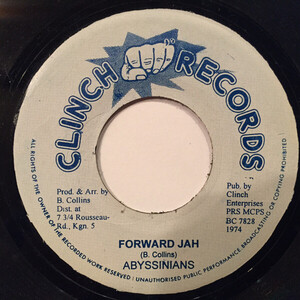 CLINCH RECORDS
Prod. & Arr. by
B. Collins
Dist. at
7 3/4 Rousseau-
Rd., Kgn. 5
Pub. by
Clinch
Enterprises
PRS MCPS
BC 7828
1974
FORWARD JAH
(B. Collins)
ABYSSINIANS
ALL RIGHTS OF THE OWNER OF THE RECORDED WORK RESERVED ! UNAUTHORISED PUBLIC PERFORMANCE BROADCASTING OR COPYING PROHIBITED